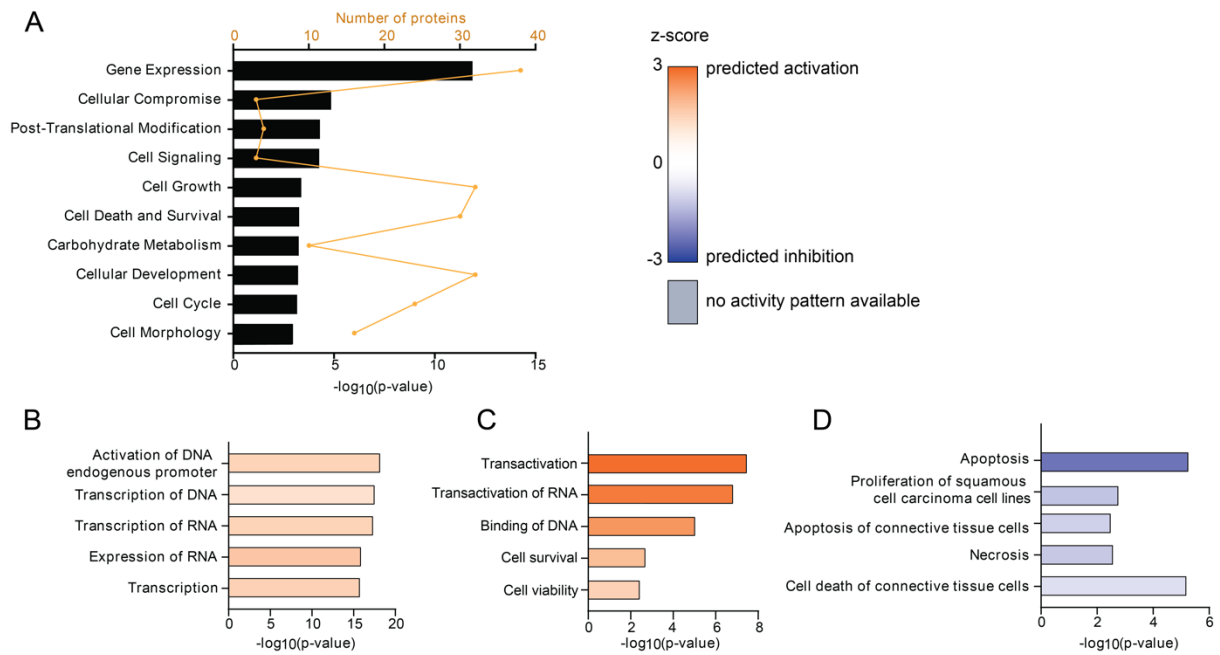 A
Number of proteins
0 10 20 30 40
Gene Expression
Cellular Compromise
Post-Translational Modification
Cell Signaling
Cell Growth
Cell Death and Survival
Carbohydrate Metabolism
Cellular Development
Cell Cycle
Cell Morphology
0 5 10 15
-log10(p-value)
z-score
3 predicted activation
0
-3 predicted inhibition
no activity pattern available
B
Activation of DNA
endogenous promoter
Transcription of DNA
Transcription of RNA
Expression of RNA
Transcription
0 5 10 15 20
-log10(p-value)
C
Transactivation
Transactivation of RNA
Binding of DNA
Cell survival
Cell viability
0 2 4 6 8
-log10(p-value)
D
Apoptosis
Proliferation of squamous
cell carcinoma cell lines
Apoptosis of connective tissue cells
Necrosis
Cell death of connective tissue cells
0 2 4 6
-log10(p-value)